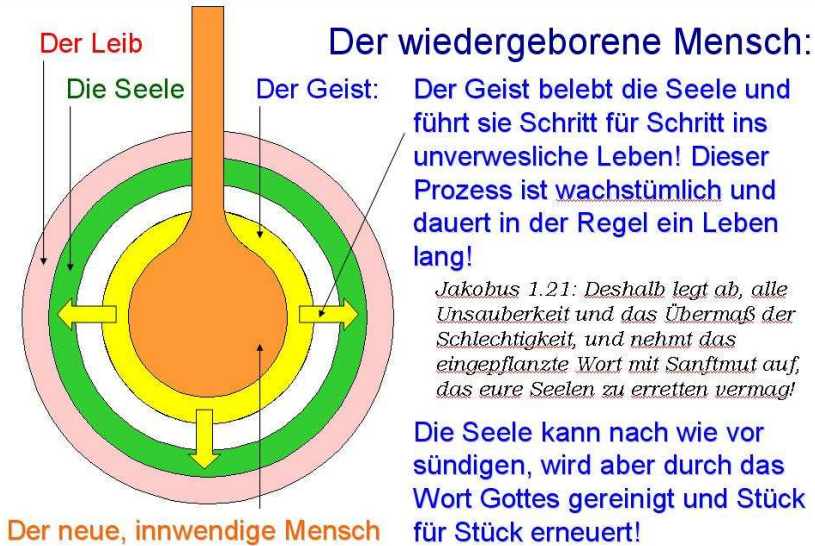 Der Leib
Die Seele
Der Geist:
Der wiedergeborene Mensch:
Der Geist belebt die Seele und
führt sie Schritt für Schritt ins
unverwesliche Leben! Dieser
Prozess ist wachstümlich und
dauert in der Regel ein Leben
lang!
Jakobus 1.21: Deshalb legt ab, alle
Unsauberkeit und das Übermaß der
Schlechtigkeit, und nehmt das
eingepflanzte Wort mit Sanftmut auf,
das eure Seelen zu erretten vermag!
Die Seele kann nach wie vor
sündigen, wird aber durch das
Wort Gottes gereinigt und Stück
für Stück erneuert!
Der neue, innwendige Mensch